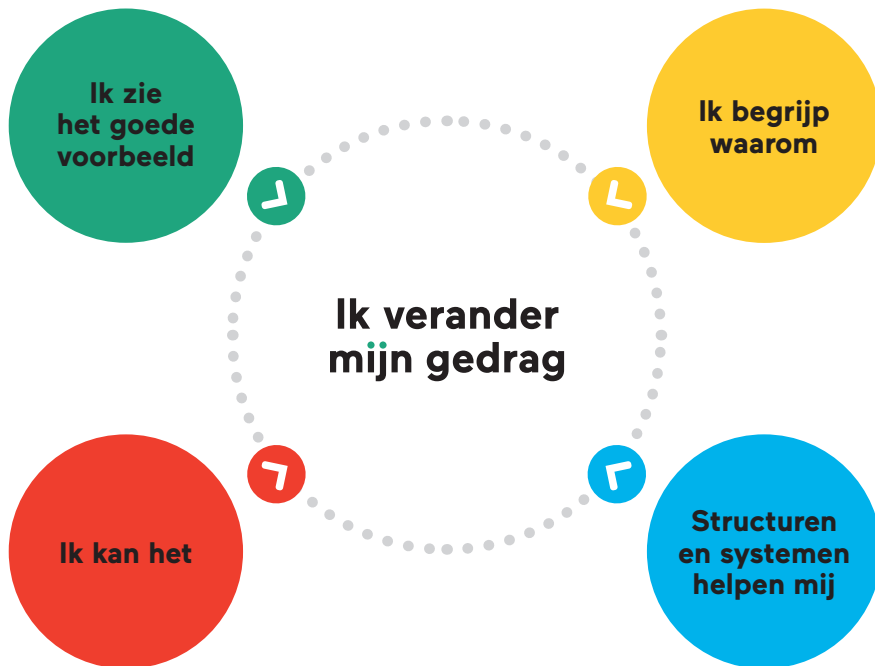 Ik zie
het goede
voorbeeld
Ik begrijp
waarom
Ik verander
mijn gedrag
Ik kan het
Structuren
en systemen
helpen mij